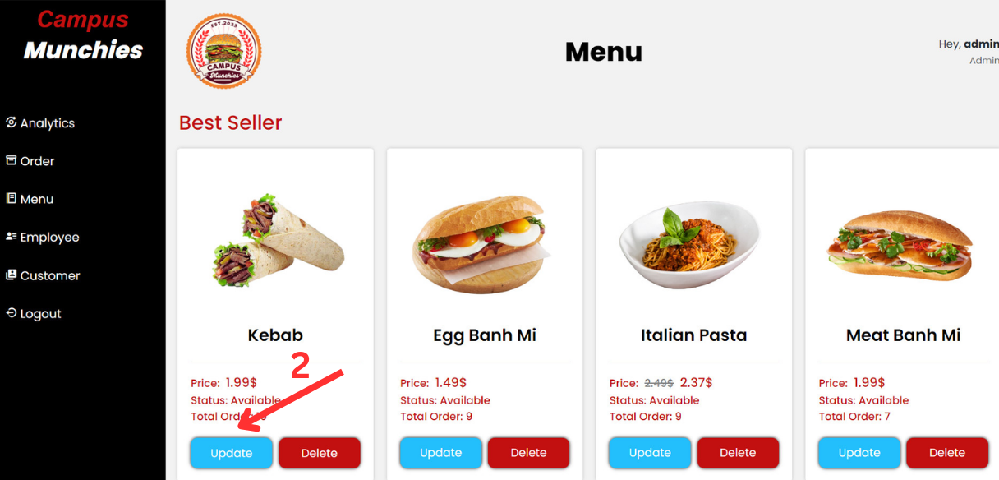 Campus
Munchies
EST.2023
CAMPUS
Munchies
Menu
Hey, admin
Admin
Analytics
Order
Menu
Employee
Customer
Logout
Best Seller
Kebab
Price: 1.99$
Status: Available
Total
2
Update
Delete
Egg Banh Mi
Price: 1.49$
Status: Available
Total Order: 9
Update
Delete
Italian Pasta
Price: 2.49$ 2.37$
Status: Available
Total Order: 9
Update
Delete
Meat Banh Mi
Price: 1.99$
Status: Available
Total Order: 7
Update
Delete